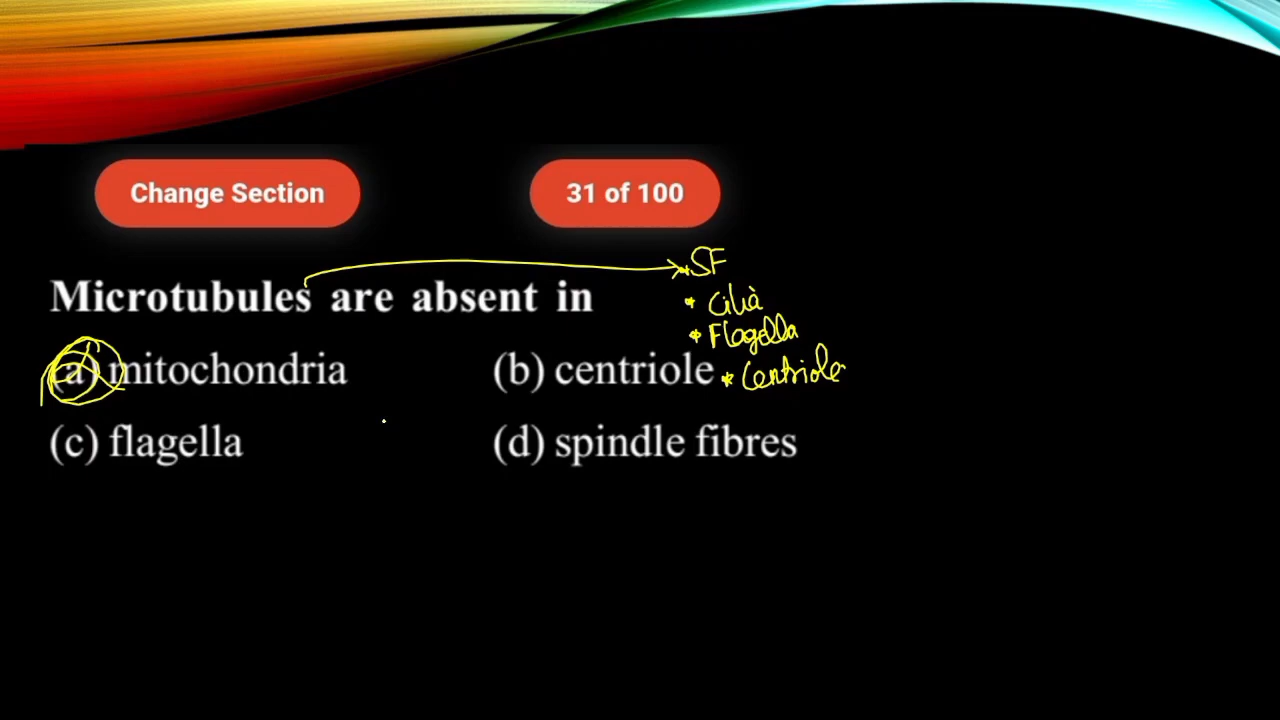 Change Section
31 of 100
SF
Microtubules are absent in
Cilia
Flagella
(a) mitochondria
(b) centriole
Centriole
(c) flagella
(d) spindle fibres